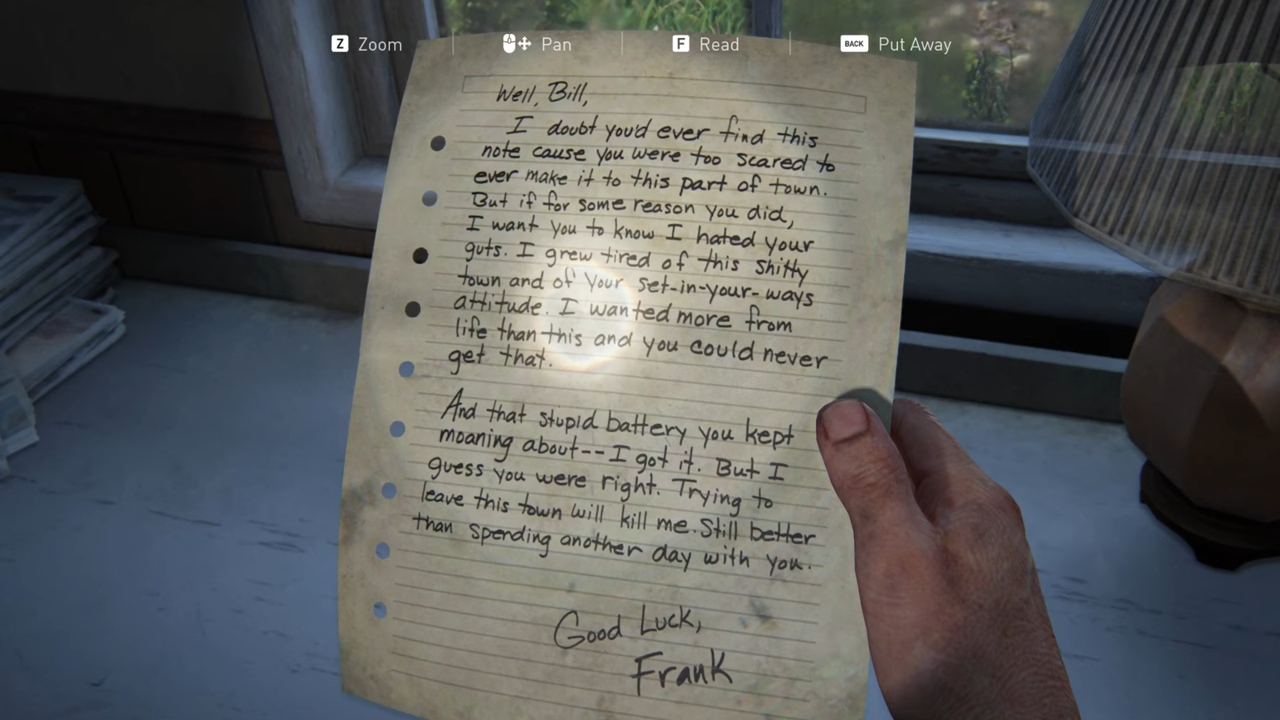 Z Zoom
Pan
F Read
BACK Put Away
Well, Bill,
I doubt you'd ever find this
note cause you were too scared to
ever make it to this part of town.
But if for some reason you did,
I want you to know I hated your
guts. I grew tired of this shitty
town and of your set-in-your-ways
attitude. I wanted more from
life than this and you could never
get that.
And that stupid battery you kept
moaning about--I got it. But I
guess you were right. Trying to
leave this town will kill me. Still better
than spending another day with you.
Good Luck,
Frank